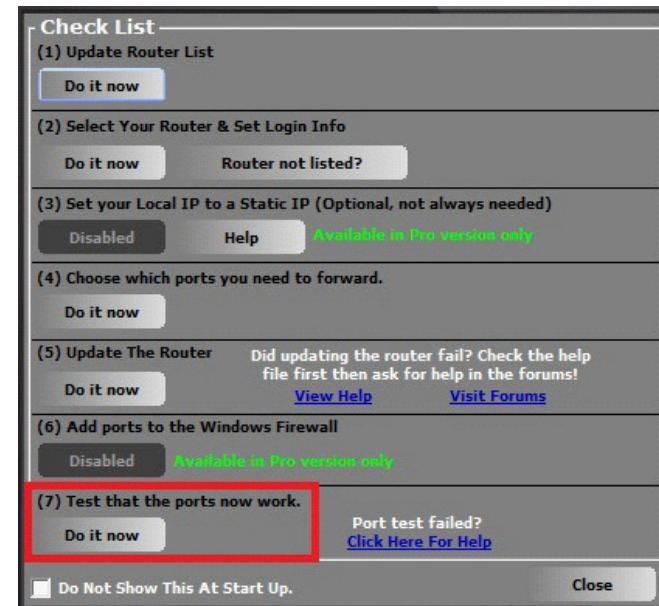 Check List
(1) Update Router List
Do it now
(2) Select Your Router & Set Login Info
Do it now Router not listed?
(3) Set your Local IP to a Static IP (Optional, not always needed)
Disabled Help Available in Pro version only
(4) Choose which ports you need to forward.
Do it now
(5) Update The Router
Did updating the router fail? Check the help
file first then ask for help in the forums!
Do it now View Help Visit Forums
(6) Add ports to the Windows Firewall
Disabled Available in Pro version only
(7) Test that the ports now work.
Do it now
Port test failed?
Click Here For Help
Do Not Show This At Start Up. Close